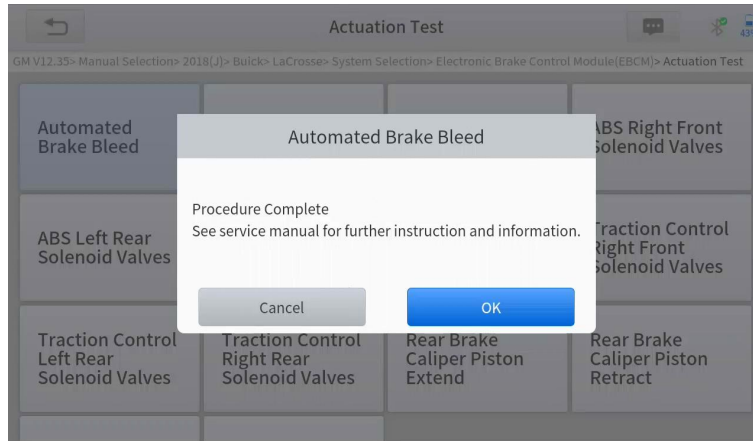 Actuation Test
GM V12.35> Manual Selection> 2018(J)> Buick> LaCrosse> System Selection> Electronic Brake Control Module(EBCM)> Actuation Test
Automated
Brake Bleed
ABS Right Front
Solenoid Valves
Automated Brake Bleed
Procedure Complete
See service manual for further instruction and information.
Cancel
OK
ABS Left Rear
Solenoid Valves
Traction Control
Right Front
Solenoid Valves
Traction Control
Left Rear
Solenoid Valves
Traction Control
Right Rear
Solenoid Valves
Rear Brake
Caliper Piston
Extend
Rear Brake
Caliper Piston
Retract